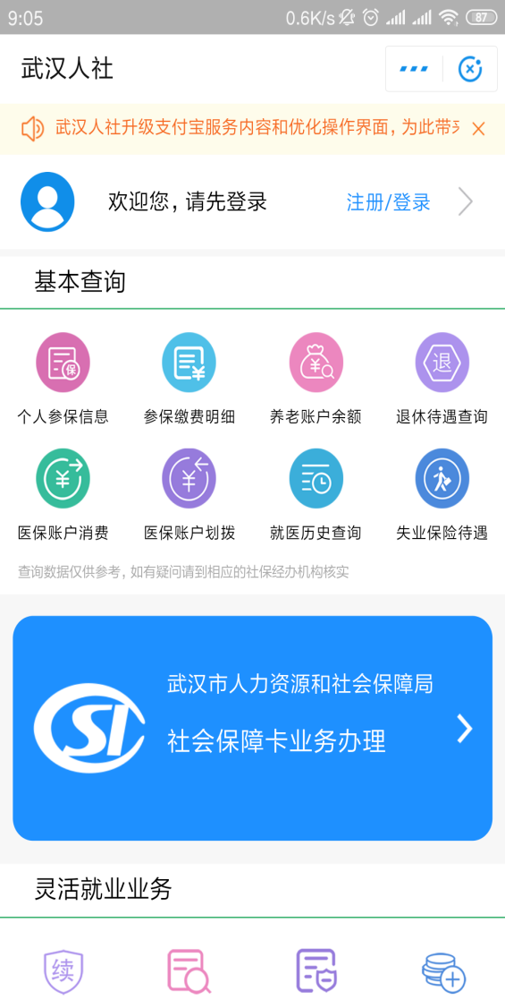 9:05 0.6K/s 87
武汉人社
武汉人社升级支付宝服务内容和优化操作界面，为此带
欢迎您，请先登录 注册/登录
基本查询
保 ¥ ¥ 退
个人参保信息 参保缴费明细 养老账户余额 退休待遇查询
¥ ¥
医保账户消费 医保账户划拨 就医历史查询 失业保险待遇
查询数据仅供参考，如有疑问请到相应的社保经办机构核实
武汉市人力资源和社会保障局
SI 社会保障卡业务办理
灵活就业业务
续